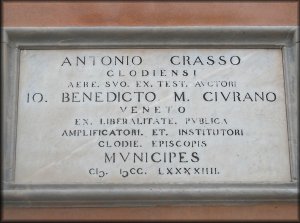 ANTONIO CRASSO
CLODIENSI
AERE. SVO. EX. TEST. AVCTORI
IO. BENEDICTO M. CIVRANO
VENETO
EX. LIBERALITATE. PVBLICA
AMPLIFICATORI. ET. INSTITUTORI
CLODIE. EPISCOPIS
MVNICIPES
CIↃ. IↃCC. LXXXXIIII.